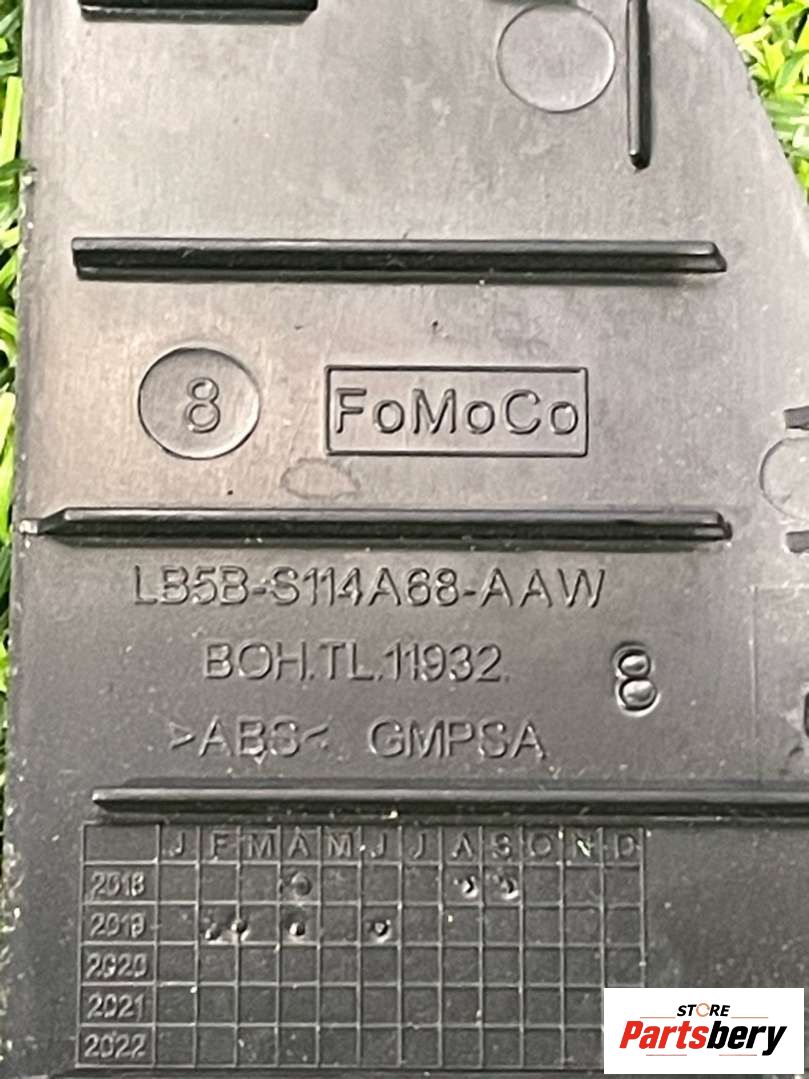 8 FoMoCo
LB5B-S114A68-AAW
BOH.TL.11932.
8
>ABS< GMPSA
J F M A M J J A S O N D
2018
2019
2020
2021
2022
STORE
Partsbery